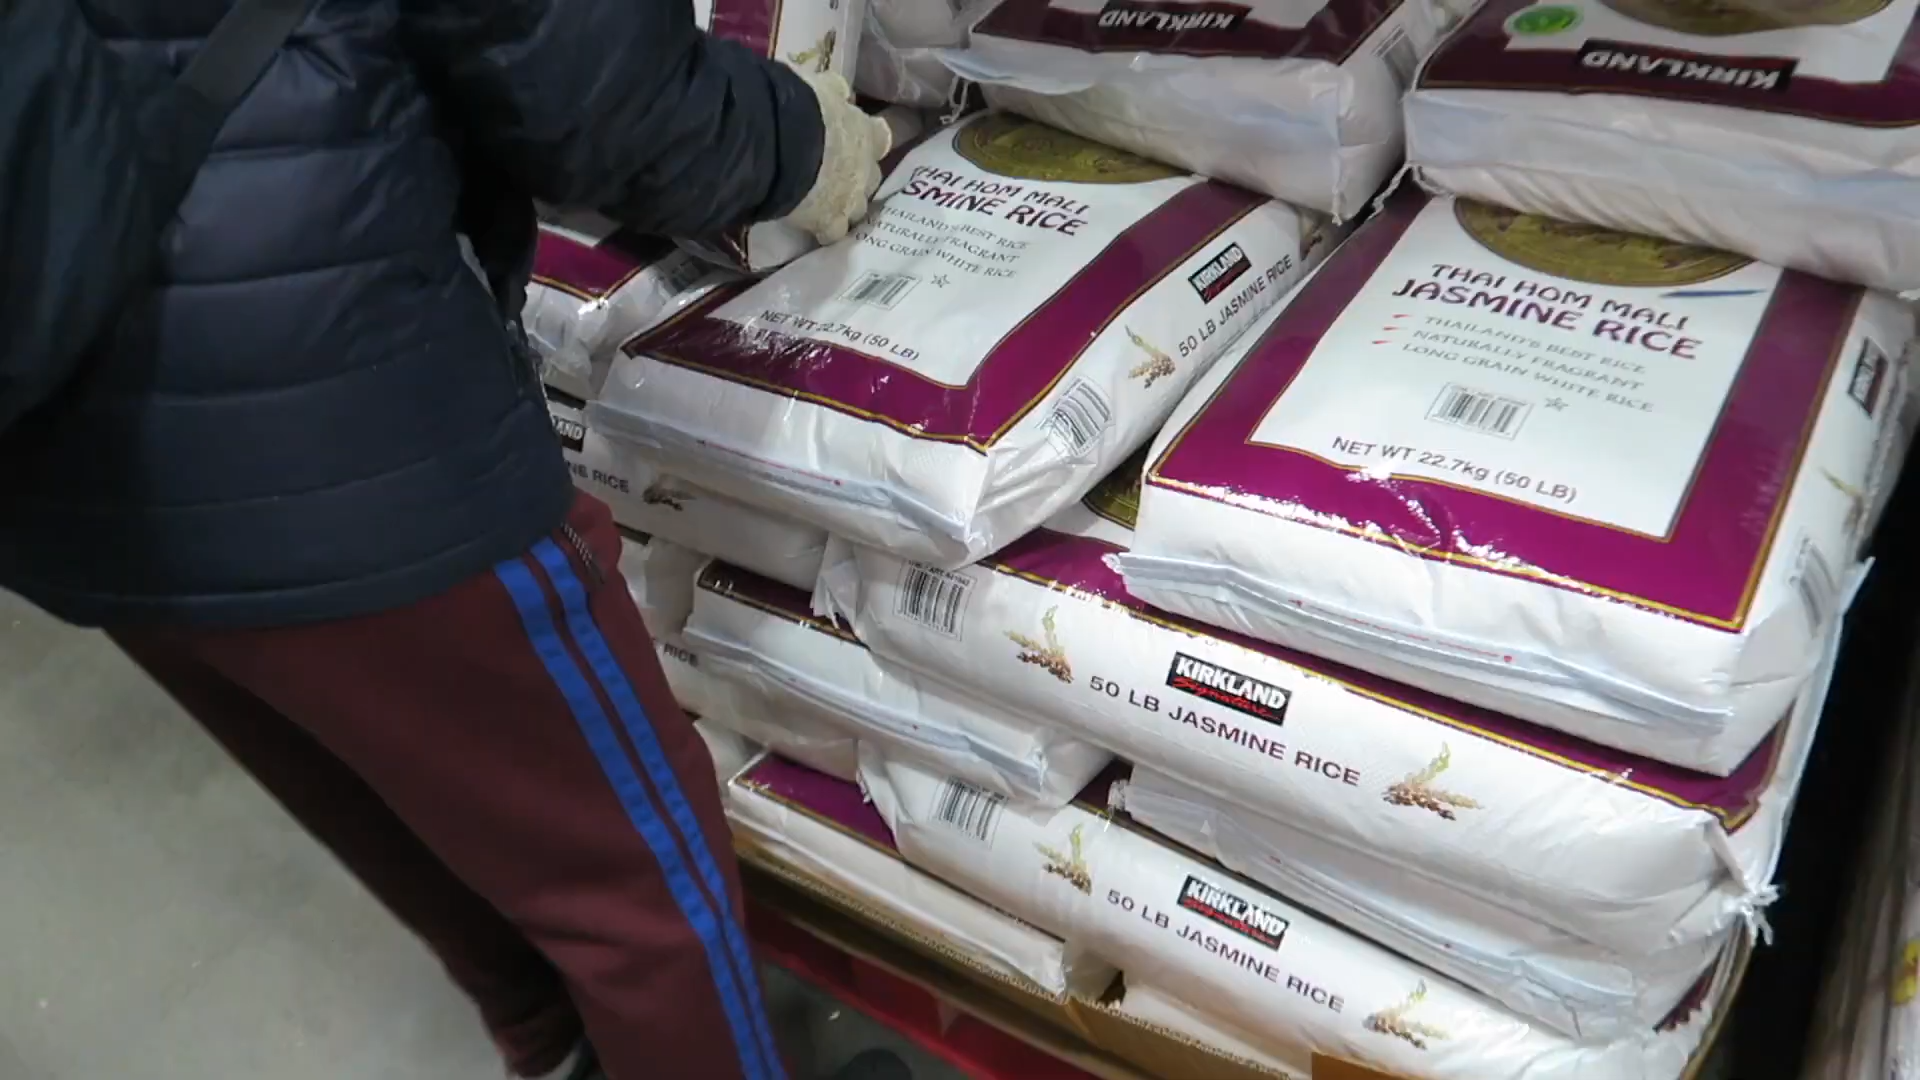 KIRKLAND
KIRKLAND
THAI HOM MALI
SMINE RICE
THAILAND'S BEST RICE
NATURALLY FRAGRANT
LONG GRAIN WHITE RICE
NET WT 22.7kg (50 LB)
KIRKLAND
Signature
50 LB JASMINE RICE
THAI HOM MALI
JASMINE RICE
THAILAND'S BEST RICE
NATURALLY FRAGRANT
LONG GRAIN WHITE RICE
NET WT 22.7kg (50 LB)
RICE
KIRKLAND
Signature
50 LB JASMINE RICE
RICE
KIRKLAND
Signature
50 LB JASMINE RICE